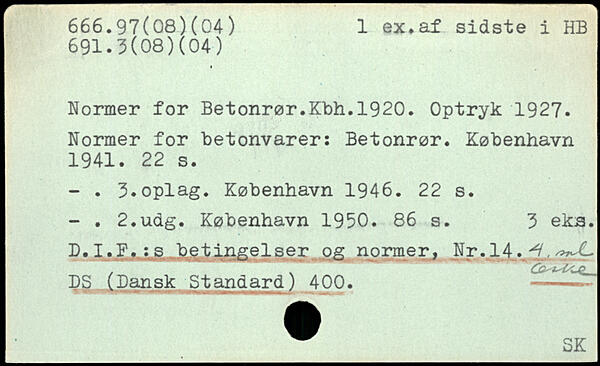 666.97(08)(04) 1 ex.af sidste i HB
691.3(08)(04)
Normer for Betonrør.Kbh.1920. Optryk 1927.
Normer for betonvarer: Betonrør. København
1941. 22 s.
- . 3.oplag. København 1946. 22 s.
- . 2.udg. København 1950. 86 s. 3 eks.
D.I.F.:s betingelser og normer, Nr.14. 4. ml
DS (Dansk Standard) 400.
SK